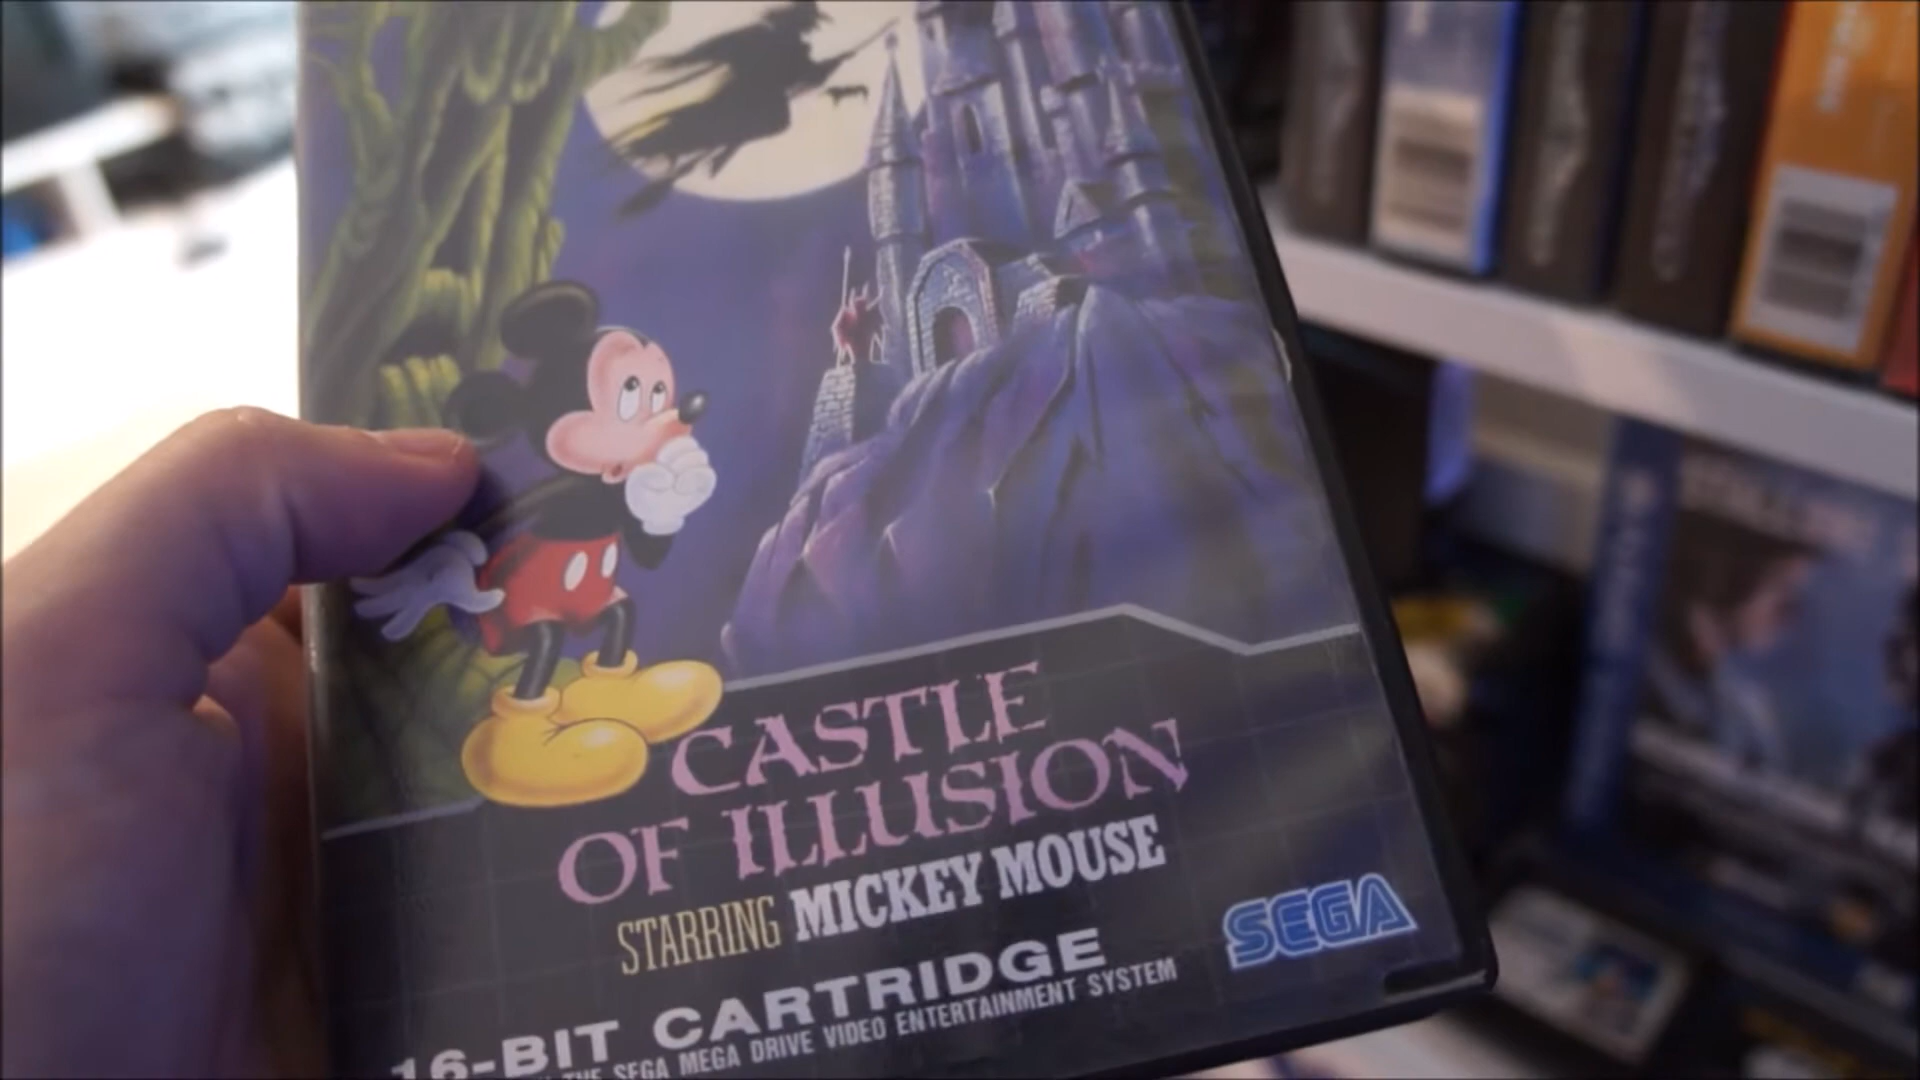 CASTLE
OF ILLUSION
STARRING MICKEY MOUSE
SEGA
16-BIT CARTRIDGE
THE SEGA MEGA DRIVE VIDEO ENTERTAINMENT SYSTEM